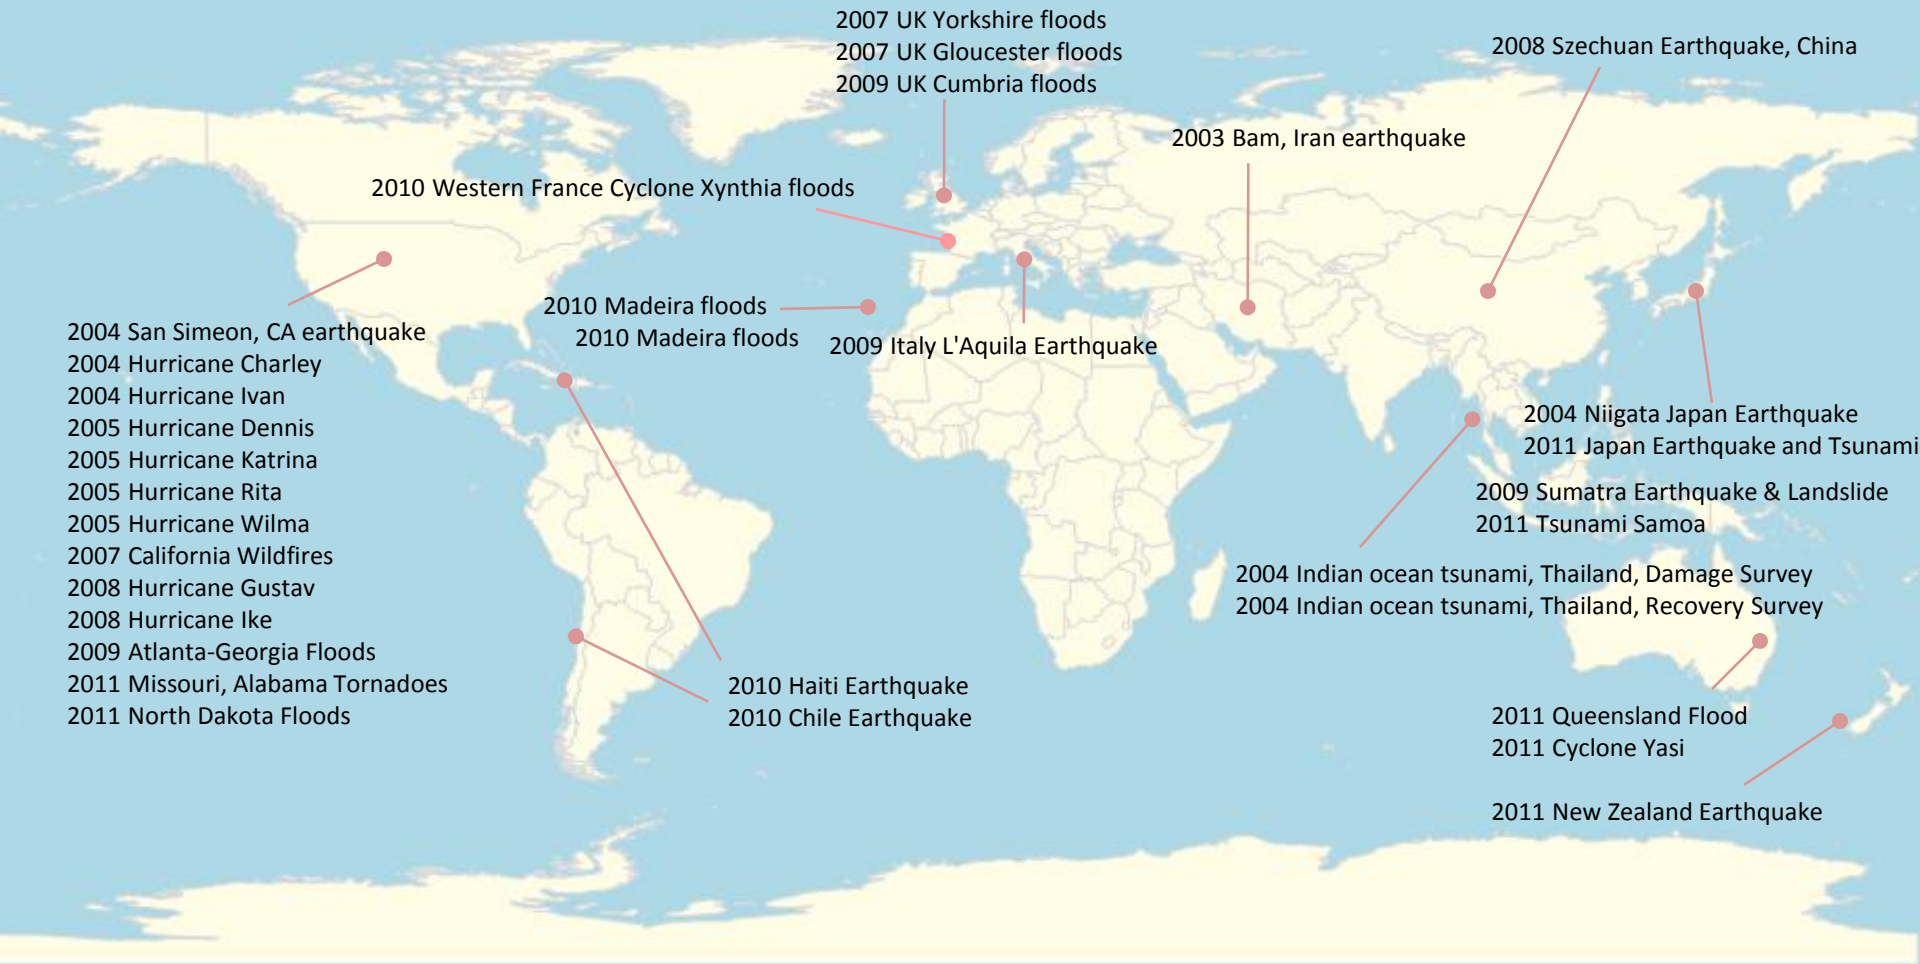 2007 UK Yorkshire floods
2007 UK Gloucester floods
2009 UK Cumbria floods
2008 Szechuan Earthquake, China
2003 Bam, Iran earthquake
2010 Western France Cyclone Xynthia floods
2010 Madeira floods
2010 Madeira floods
2009 Italy L'Aquila Earthquake
2004 San Simeon, CA earthquake
2004 Hurricane Charley
2004 Hurricane Ivan
2005 Hurricane Dennis
2005 Hurricane Katrina
2005 Hurricane Rita
2005 Hurricane Wilma
2007 California Wildfires
2008 Hurricane Gustav
2008 Hurricane Ike
2009 Atlanta-Georgia Floods
2011 Missouri, Alabama Tornadoes
2011 North Dakota Floods
2004 Niigata Japan Earthquake
2011 Japan Earthquake and Tsunami
2009 Sumatra Earthquake & Landslide
2011 Tsunami Samoa
2004 Indian ocean tsunami, Thailand, Damage Survey
2004 Indian ocean tsunami, Thailand, Recovery Survey
2010 Haiti Earthquake
2010 Chile Earthquake
2011 Queensland Flood
2011 Cyclone Yasi
2011 New Zealand Earthquake